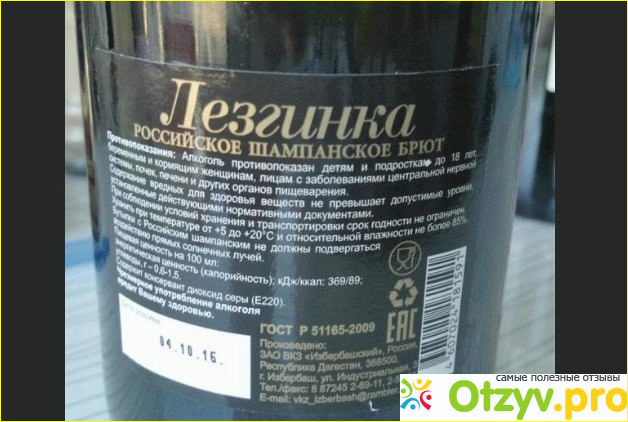 Лезгинка
РОССИЙСКОЕ ШАМПАНСКОЕ БРЮТ
Противопоказания: Алкоголь противопоказан детям и подросткам до 18 лет,
беременным и кормящим женщинам, лицам с заболеваниями центральной нервной
системы, почек, печени и других органов пищеварения.
Содержание вредных для здоровья веществ не превышает допустимые уровни,
установленные действующими нормативными документами.
При соблюдении условий хранения и транспортировки срок годности не ограничен.
Хранить при температуре от +5 до +20°С и относительной влажности не более 85%.
Бутылки с Российским шампанским не должны подвергаться
воздействию прямых солнечных лучей.
Пищевая ценность на 100 мл:
энергетическая ценность (калорийность); кДж/ккал: 369/89;
углеводы, г – 0,6-1,5.
Содержит консервант диоксид серы (Е220).
Чрезмерное употребление алкоголя
вредит Вашему здоровью.
04.10.16.
ГОСТ Р 51165-2009
Произведено:
ЗАО ВКЗ «Избербашский», Россия,
Республика Дагестан, 368500,
г. Избербаш, ул. Индустриальная
Тел./факс: 8 87245 2-69-11, 2-
E-mail: vkz_izberbash@rambler
EAC
4607024181591
самые полезные отзывы
Otzyv.pro